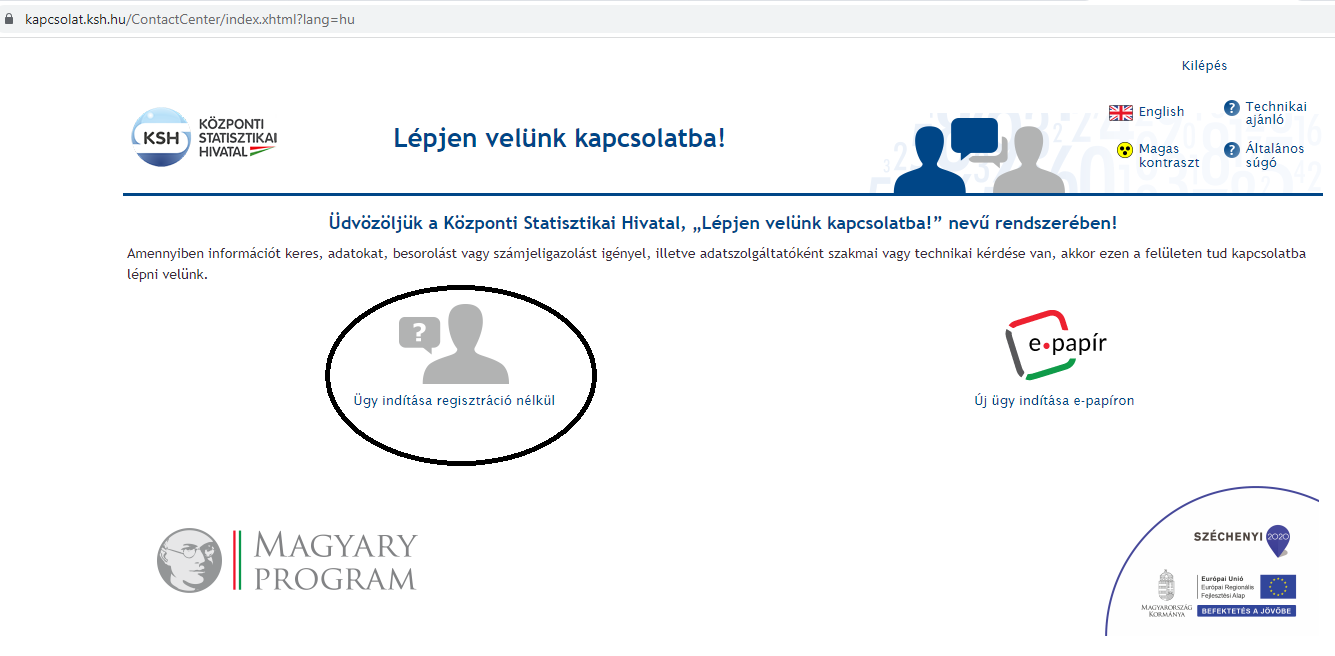 kapcsolat.ksh.hu/ContactCenter/index.xhtml?lang=hu
Kilépés
KSH
KÖZPONTI
STATISZTIKAI
HIVATAL
Lépjen velünk kapcsolatba!
English
Technikai
ajánló
Magas
kontraszt
Általános
súgó
Üdvözöljük a Központi Statisztikai Hivatal, „Lépjen velünk kapcsolatba!” nevű rendszerében!
Amennyiben információt keres, adatokat, besorolást vagy számjeligazolást igényel, illetve adatszolgáltatóként szakmai vagy technikai kérdése van, akkor ezen a felületen tud kapcsolatba
lépni velünk.
?
e•papír
Ügy indítása regisztráció nélkül
Új ügy indítása e-papíron
MAGYARY
PROGRAM
SZÉCHENYI 2020
Európai Unió
Európai Regionális
Fejlesztési Alap
MAGYARORSZÁG
KORMÁNYA
BEFEKTETÉS A JÖVŐBE